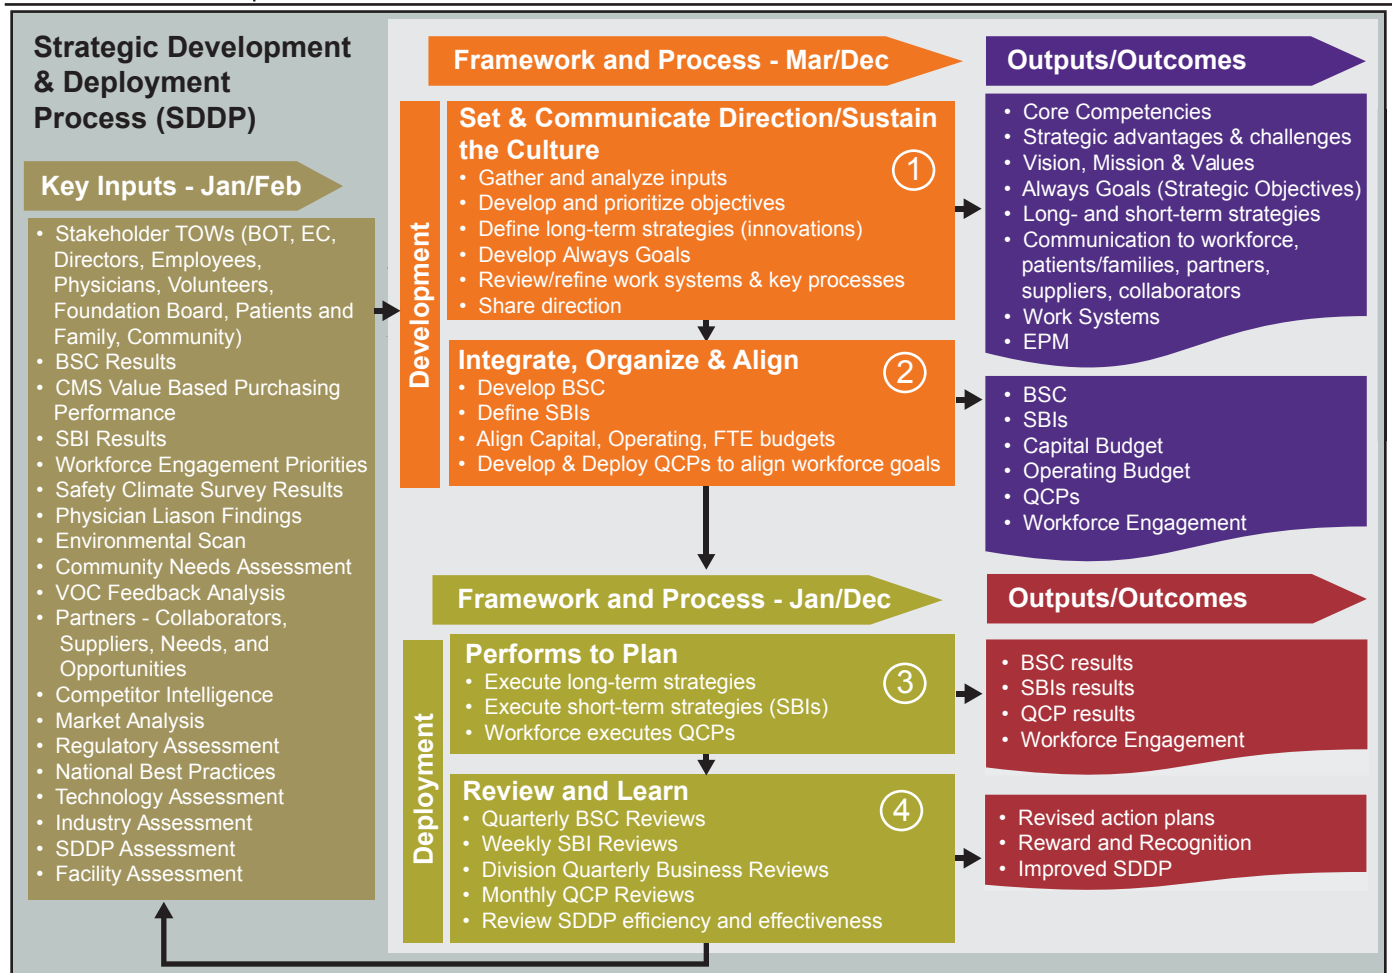 Strategic Development
& Deployment
Process (SDDP)
Key Inputs - Jan/Feb
• Stakeholder TOWs (BOT, EC,
Directors, Employees,
Physicians, Volunteers,
Foundation Board, Patients and
Family, Community)
• BSC Results
• CMS Value Based Purchasing
Performance
• SBI Results
• Workforce Engagement Priorities
• Safety Climate Survey Results
• Physician Liason Findings
• Environmental Scan
• Community Needs Assessment
• VOC Feedback Analysis
• Partners - Collaborators,
Suppliers, Needs, and
Opportunities
• Competitor Intelligence
• Market Analysis
• Regulatory Assessment
• National Best Practices
• Technology Assessment
• Industry Assessment
• SDDP Assessment
• Facility Assessment
Framework and Process - Mar/Dec
Development
Set & Communicate Direction/Sustain
the Culture
1
• Gather and analyze inputs
• Develop and prioritize objectives
• Define long-term strategies (innovations)
• Develop Always Goals
• Review/refine work systems & key processes
• Share direction
Integrate, Organize & Align
2
• Develop BSC
• Define SBIs
• Align Capital, Operating, FTE budgets
• Develop & Deploy QCPs to align workforce goals
Outputs/Outcomes
• Core Competencies
• Strategic advantages & challenges
• Vision, Mission & Values
• Always Goals (Strategic Objectives)
• Long- and short-term strategies
• Communication to workforce,
patients/families, partners,
suppliers, collaborators
• Work Systems
• EPM
• BSC
• SBIs
• Capital Budget
• Operating Budget
• QCPs
• Workforce Engagement
Framework and Process - Jan/Dec
Deployment
Performs to Plan
3
• Execute long-term strategies
• Execute short-term strategies (SBIs)
• Workforce executes QCPs
Review and Learn
4
• Quarterly BSC Reviews
• Weekly SBI Reviews
• Division Quarterly Business Reviews
• Monthly QCP Reviews
• Review SDDP efficiency and effectiveness
Outputs/Outcomes
• BSC results
• SBIs results
• QCP results
• Workforce Engagement
• Revised action plans
• Reward and Recognition
• Improved SDDP